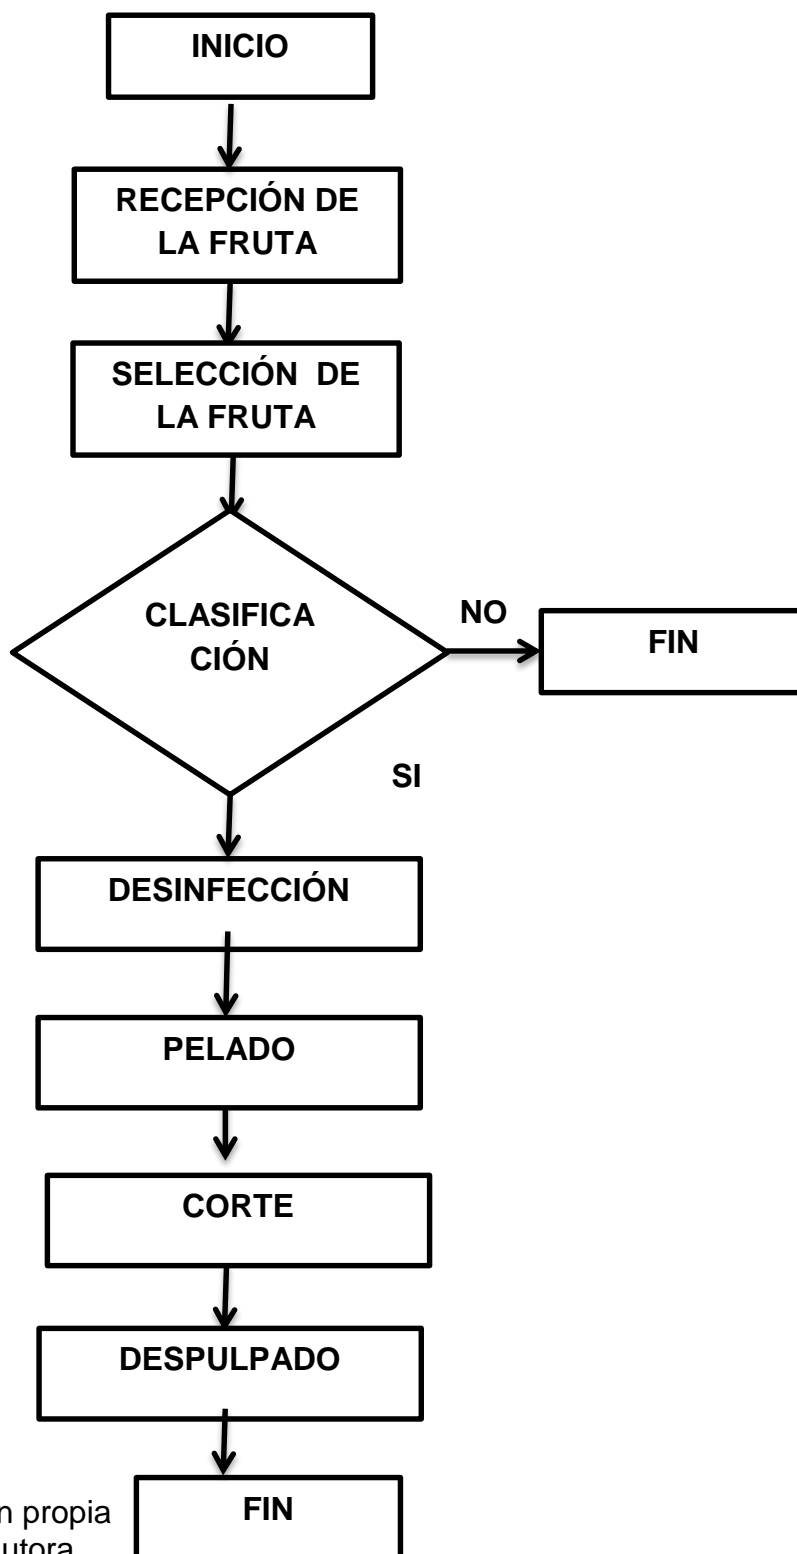 INICIO
RECEPCIÓN DE
LA FRUTA
SELECCIÓN DE
LA FRUTA
CLASIFICA
CIÓN
NO
FIN
SI
DESINFECCIÓN
PELADO
CORTE
DESPULPADO
FIN
n propia
utora